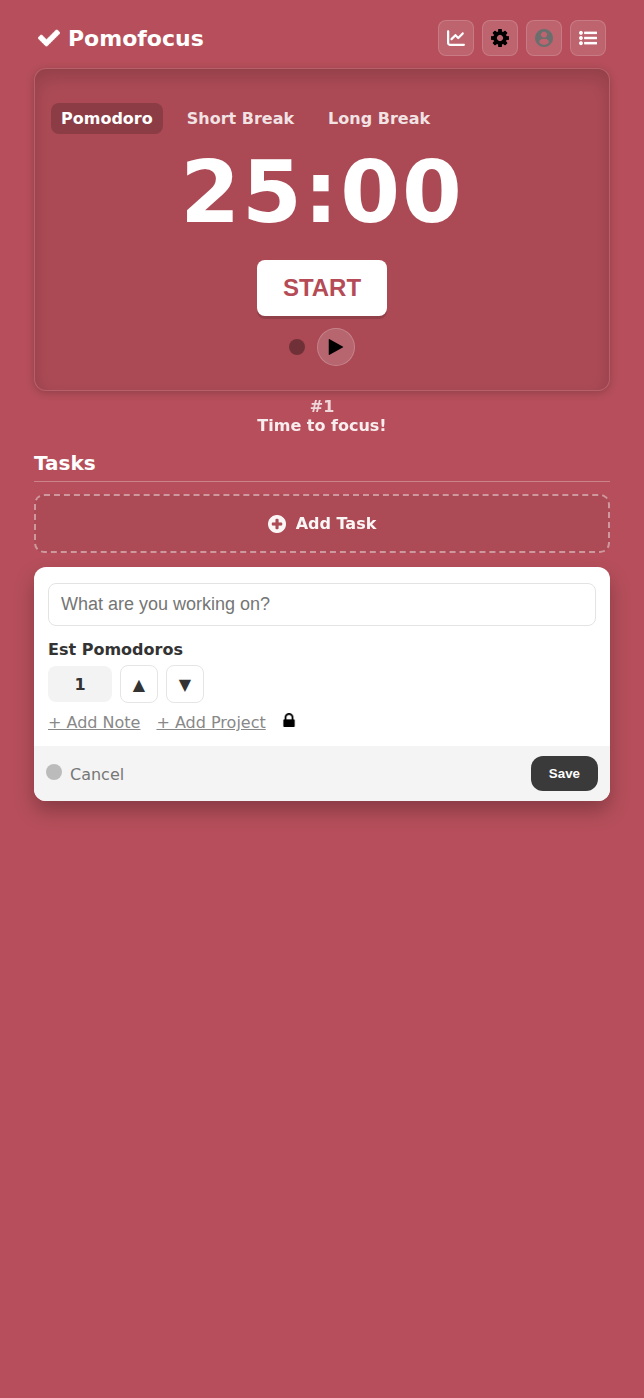 Pomofocus
Pomodoro Short Break Long Break
25:00
START
#1
Time to focus!
Tasks
Add Task
What are you working on?
Est Pomodoros
1 ▲ ▼
+ Add Note + Add Project
Cancel Save